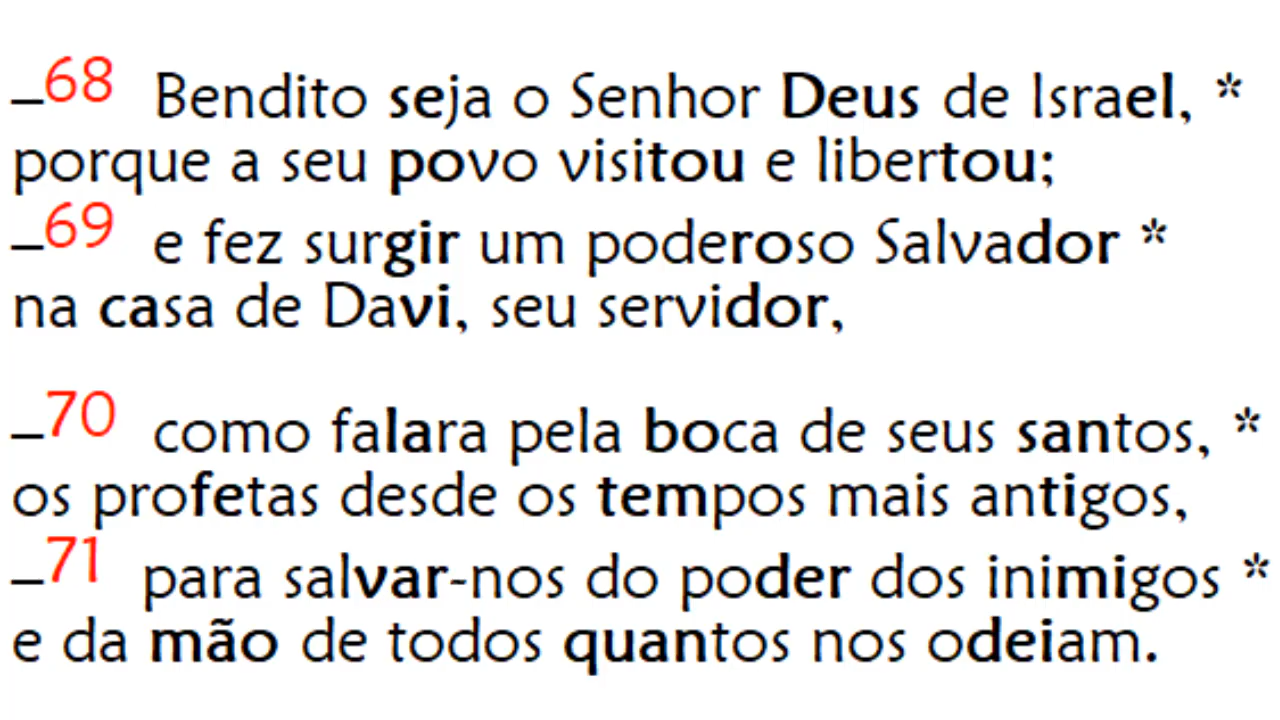 –68 Bendito seja o Senhor Deus de Israel, *
porque a seu povo visitou e libertou;
–69 e fez surgir um poderoso Salvador *
na casa de Davi, seu servidor,
–70 como falara pela boca de seus santos, *
os profetas desde os tempos mais antigos,
–71 para salvar-nos do poder dos inimigos *
e da mão de todos quantos nos odeiam.